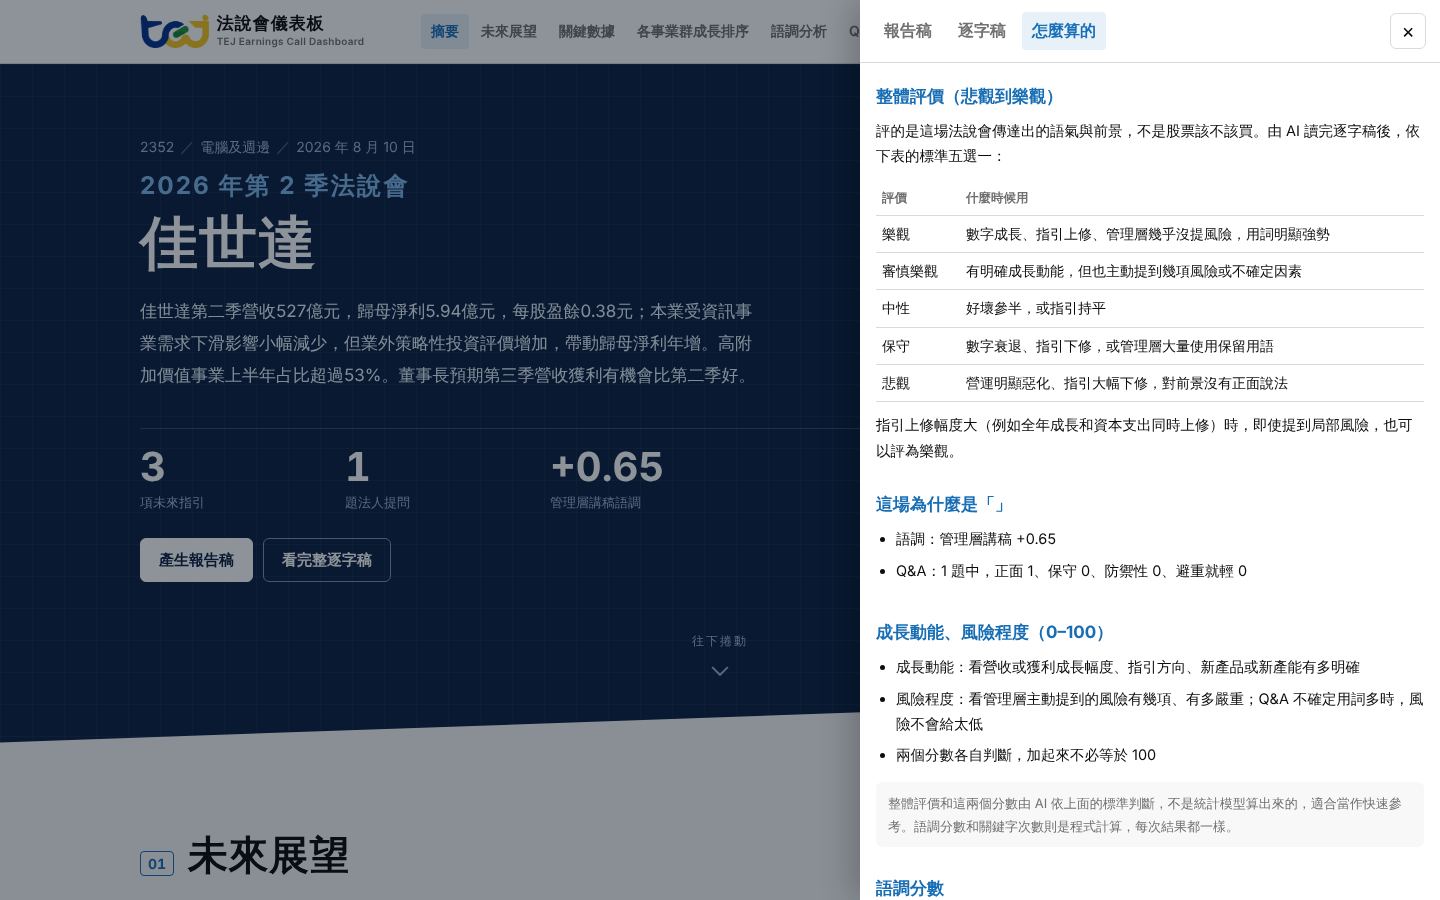 法說會儀表板
TEJ Earnings Call Dashboard
摘要
未來展望
關鍵數據
各事業群成長排序
語調分析
Q
2352 ／ 電腦及週邊 ／ 2026 年 8 月 10 日
2026 年第 2 季法說會
佳世達
佳世達第二季營收527億元，歸母淨利5.94億元，每股盈餘0.38元；本業受資訊事
業需求下滑影響小幅減少，但業外策略性投資評價增加，帶動歸母淨利年增。高附
加價值事業上半年占比超過53%。董事長預期第三季營收獲利有機會比第二季好。
3
項未來指引
1
題法人提問
+0.65
管理層講稿語調
產生報告稿
看完整逐字稿
往下捲動
01
未來展望
報告稿
逐字稿
怎麼算的
×
整體評價（悲觀到樂觀）
評的是這場法說會傳達出的語氣與前景，不是股票該不該買。由 AI 讀完逐字稿後，依
下表的標準五選一：
評價 什麼時候用
樂觀 數字成長、指引上修、管理層幾乎沒提風險，用詞明顯強勢
審慎樂觀 有明確成長動能，但也主動提到幾項風險或不確定因素
中性 好壞參半，或指引持平
保守 數字衰退、指引下修，或管理層大量使用保留用語
悲觀 營運明顯惡化、指引大幅下修，對前景沒有正面說法
指引上修幅度大（例如全年成長和資本支出同時上修）時，即使提到局部風險，也可
以評為樂觀。
這場為什麼是「」
• 語調：管理層講稿 +0.65
• Q&A：1 題中，正面 1、保守 0、防禦性 0、避重就輕 0
成長動能、風險程度（0–100）
• 成長動能：看營收或獲利成長幅度、指引方向、新產品或新產能有多明確
• 風險程度：看管理層主動提到的風險有幾項、有多嚴重；Q&A 不確定用詞多時，風
險不會給太低
• 兩個分數各自判斷，加起來不必等於 100
整體評價和這兩個分數由 AI 依上面的標準判斷，不是統計模型算出來的，適合當作快速參
考。語調分數和關鍵字次數則是程式計算，每次結果都一樣。
語調分數